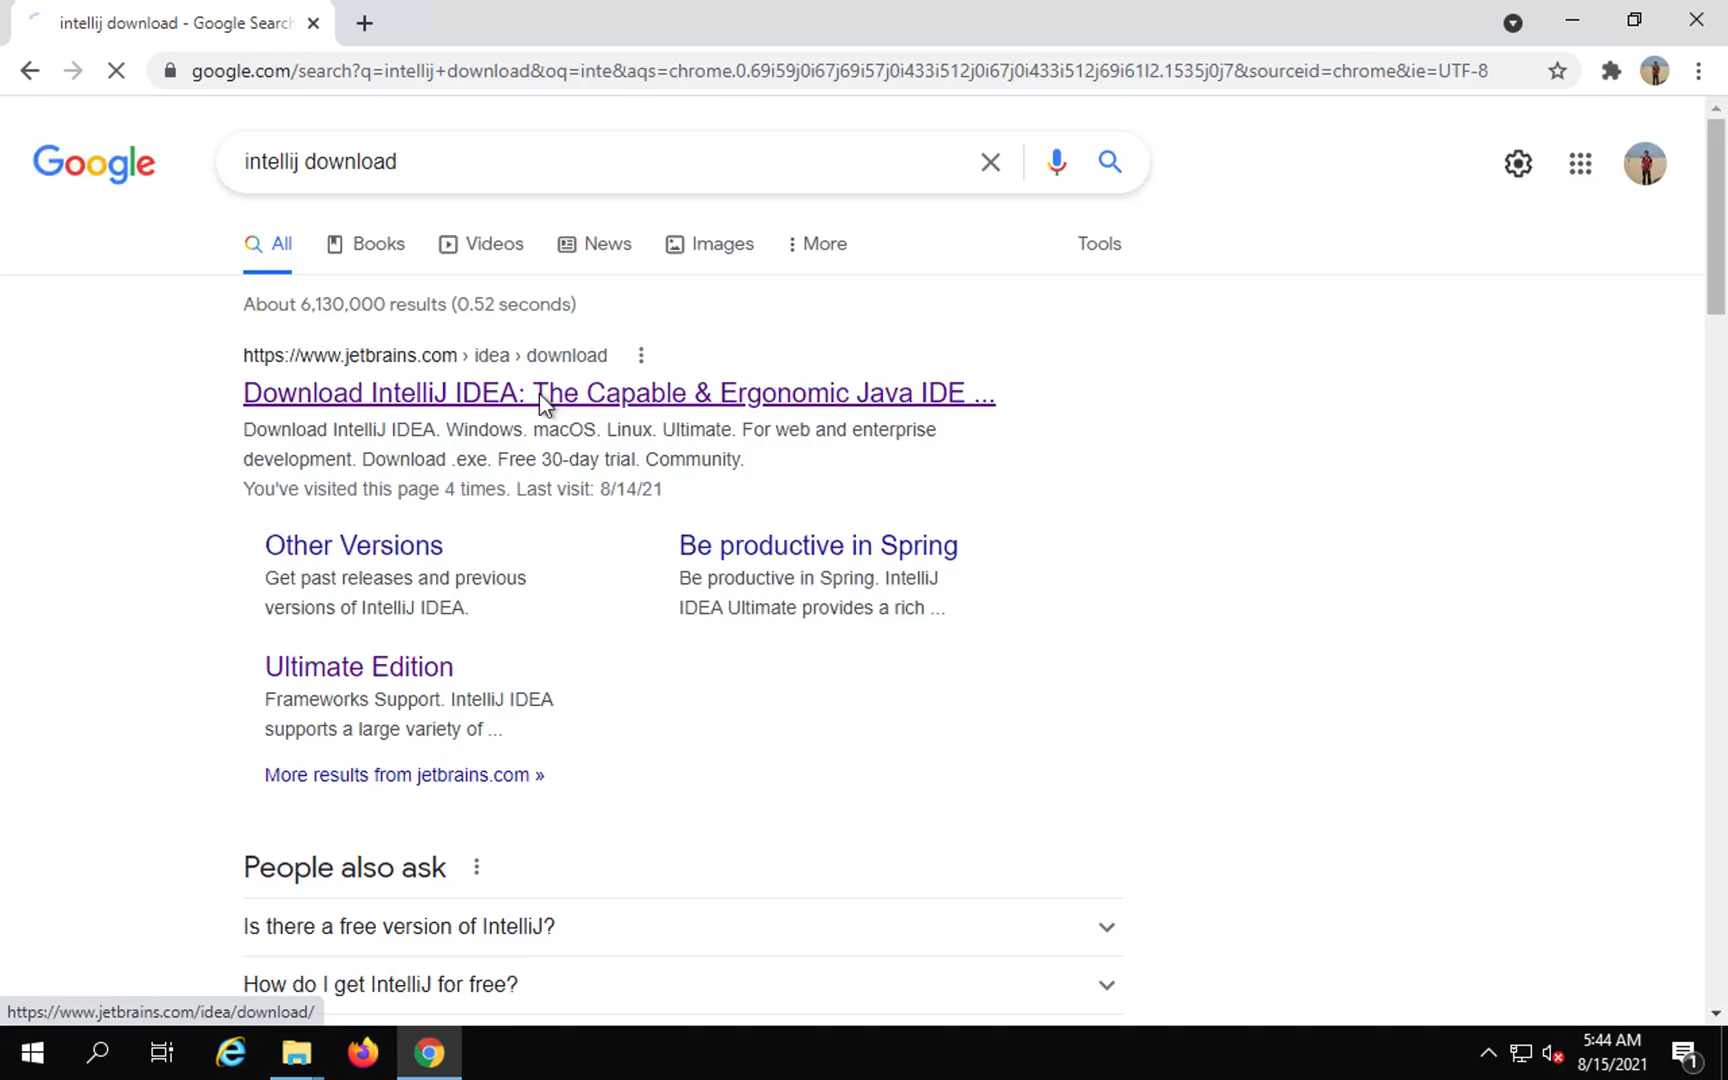 intellij download - Google Search
google.com/search?q=intellij+download&oq=inte&aqs=chrome.0.69i59j0i67j69i57j0i433i512j0i67j0i433i512j69i61l2.1535j0j7&sourceid=chrome&ie=UTF-8
Google
intellij download
All Books Videos News Images More Tools
About 6,130,000 results (0.52 seconds)
https://www.jetbrains.com › idea › download
Download IntelliJ IDEA: The Capable & Ergonomic Java IDE ...
Download IntelliJ IDEA. Windows. macOS. Linux. Ultimate. For web and enterprise
development. Download .exe. Free 30-day trial. Community.
You've visited this page 4 times. Last visit: 8/14/21
Other Versions
Get past releases and previous
versions of IntelliJ IDEA.
Be productive in Spring
Be productive in Spring. IntelliJ
IDEA Ultimate provides a rich ...
Ultimate Edition
Frameworks Support. IntelliJ IDEA
supports a large variety of ...
More results from jetbrains.com »
People also ask
Is there a free version of IntelliJ?
How do I get IntelliJ for free?
https://www.jetbrains.com/idea/download/
5:44 AM
8/15/2021
1